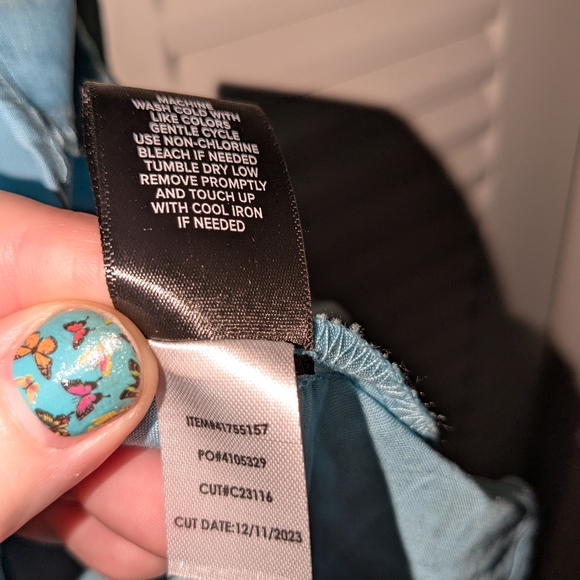 MACHINE
WASH COLD WITH
LIKE COLORS
GENTLE CYCLE
USE NON-CHLORINE
BLEACH IF NEEDED
TUMBLE DRY LOW
REMOVE PROMPTLY
AND TOUCH UP
WITH COOL IRON
IF NEEDED
ITEM#41755157
PO#4105329
CUT#C23116
CUT DATE:12/11/2023